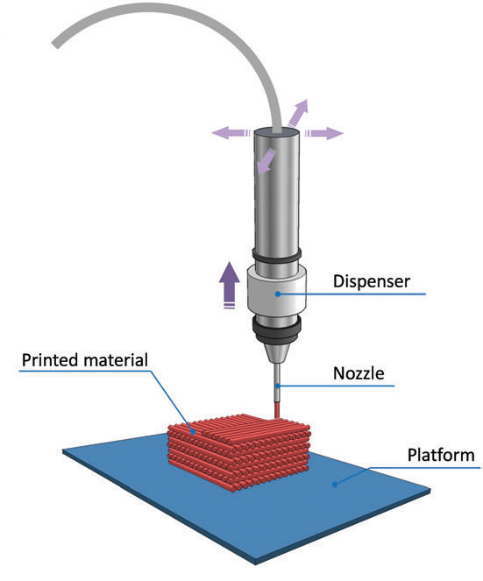 Dispenser
Printed material
Nozzle
Platform